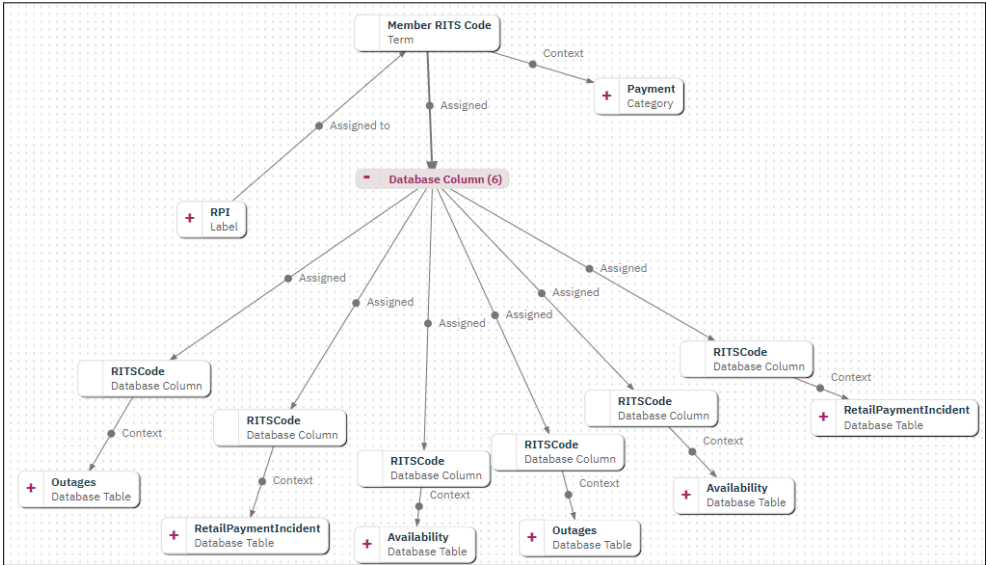 Member RITS Code
Term
Context
Payment
Category
Assigned
Assigned to
- Database Column (6)
+ RPI
Label
Assigned
Assigned
Assigned
Assigned
Assigned
Assigned
RITSCode
Database Column
RITSCode
Database Column
RITSCode
Database Column
RITSCode
Database Column
RITSCode
Database Column
RITSCode
Database Column
Context
Context
Context
Context
Context
Context
+ Outages
Database Table
+ RetailPaymentIncident
Database Table
+ Availability
Database Table
+ Outages
Database Table
+ Availability
Database Table
+ RetailPaymentIncident
Database Table